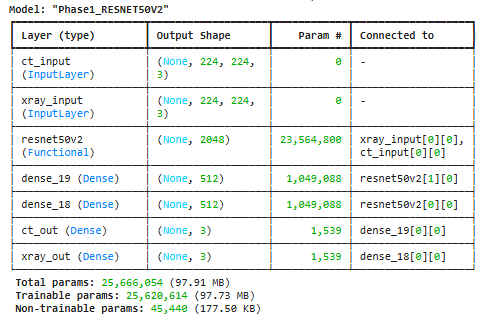 Model: "Phase1_RESNET50V2"
Layer (type) Output Shape Param # Connected to
ct_input (None, 224, 224, 0 -
(InputLayer) 3)
xray_input (None, 224, 224, 0 -
(InputLayer) 3)
resnet50v2 (None, 2048) 23,564,800 xray_input[0][0],
(Functional) ct_input[0][0]
dense_19 (Dense) (None, 512) 1,049,088 resnet50v2[1][0]
dense_18 (Dense) (None, 512) 1,049,088 resnet50v2[0][0]
ct_out (Dense) (None, 3) 1,539 dense_19[0][0]
xray_out (Dense) (None, 3) 1,539 dense_18[0][0]
Total params: 25,666,054 (97.91 MB)
Trainable params: 25,620,614 (97.73 MB)
Non-trainable params: 45,440 (177.50 KB)